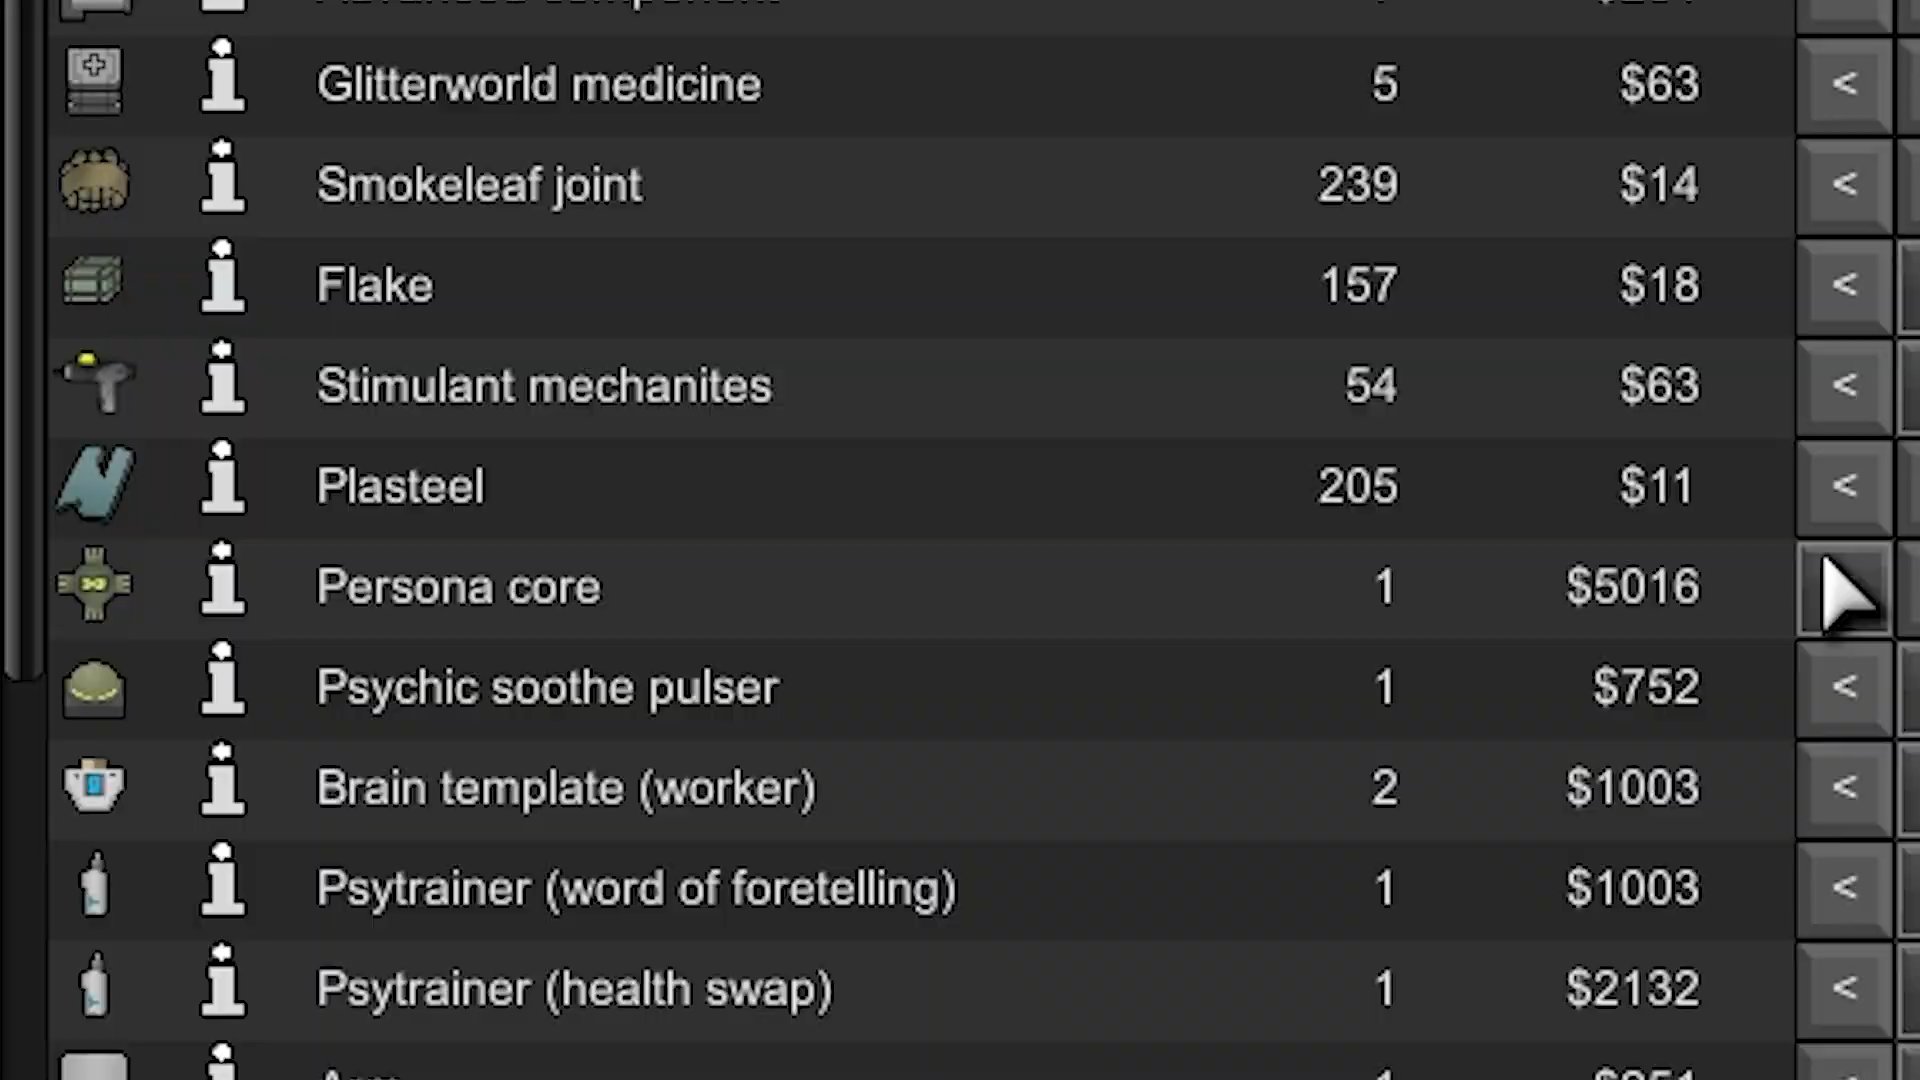 Advanced component
Glitterworld medicine 5 $63 <
Smokeleaf joint 239 $14 <
Flake 157 $18 <
Stimulant mechanites 54 $63 <
Plasteel 205 $11 <
Persona core 1 $5016
Psychic soothe pulser 1 $752 <
Brain template (worker) 2 $1003 <
Psytrainer (word of foretelling) 1 $1003 <
Psytrainer (health swap) 1 $2132 <